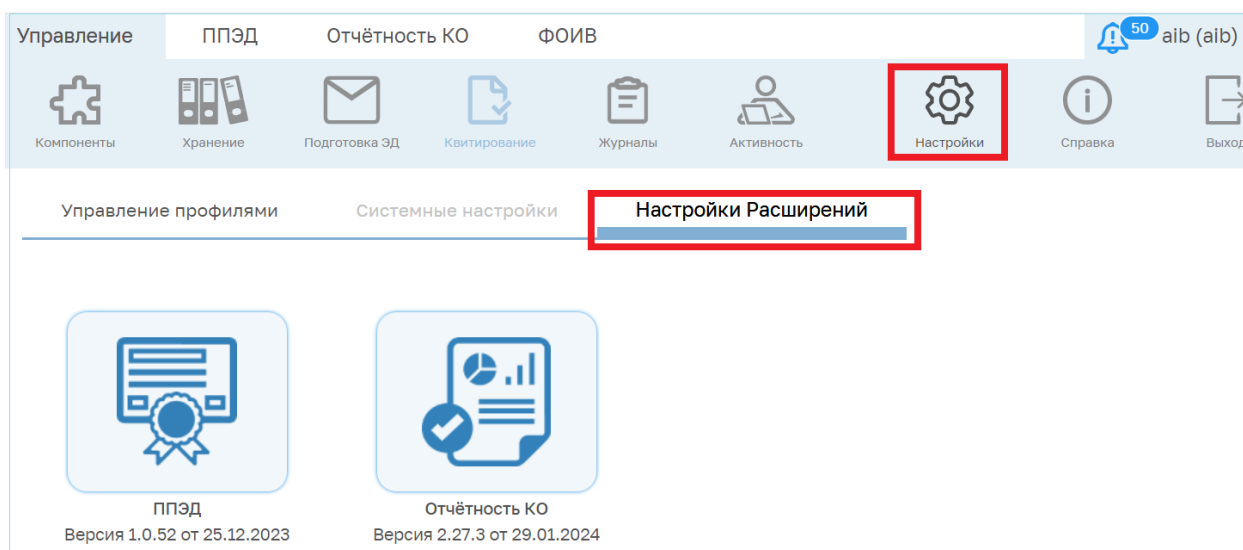 Управление ППЭД Отчётность КО ФОИВ 50 aib (aib)
Компоненты Хранение Подготовка ЭД Квитирование Журналы Активность Настройки Справка Выход
Управление профилями Системные настройки Настройки Расширений
ППЭД Отчётность КО
Версия 1.0.52 от 25.12.2023 Версия 2.27.3 от 29.01.2024